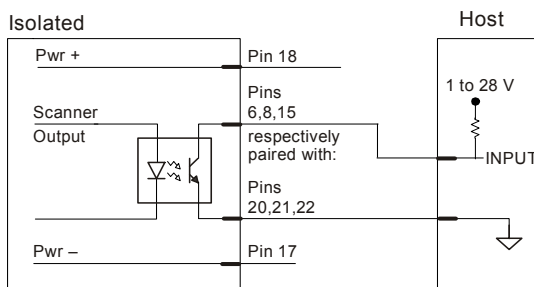 Isolated
Host
Pwr +
Pin 18
1 to 28 V
Pins
6,8,15
Scanner
Output
respectively
paired with:
INPUT
Pins
20,21,22
Pwr –
Pin 17